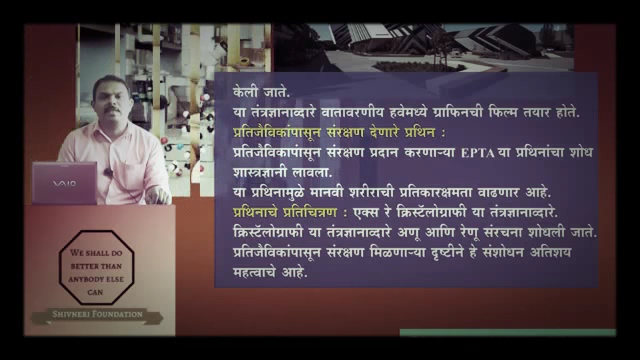 केली जाते.
या तंत्रज्ञानाव्दारे वातावरणीय हवेमध्ये ग्राफिनची फिल्म तयार होते.
प्रतिजैविकांपासून संरक्षण देणारे प्रथिन :
प्रतिजैविकापांसून संरक्षण प्रदान करणाऱ्या EPTA या प्रथिनांचा शोध
शास्त्रज्ञानी लावला.
या प्रथिनामुळे मानवी शरीराची प्रतिकारक्षमता वाढणार आहे.
प्रथिनाचे प्रतिचित्रण : एक्स रे क्रिस्टॅलोग्राफी या तंत्रज्ञानाव्दारे.
क्रिस्टॅलोग्राफी या तंत्रज्ञानाव्दारे अणू आणि रेणू संरचना शोधली जाते.
प्रतिजैविकांपासून संरक्षण मिळणाऱ्या दृष्टीने हे संशोधन अतिशय
महत्वाचे आहे.
VAIO
WE SHALL DO
BETTER THAN
ANYBODY ELSE
CAN
SHIVNERI FOUNDATION